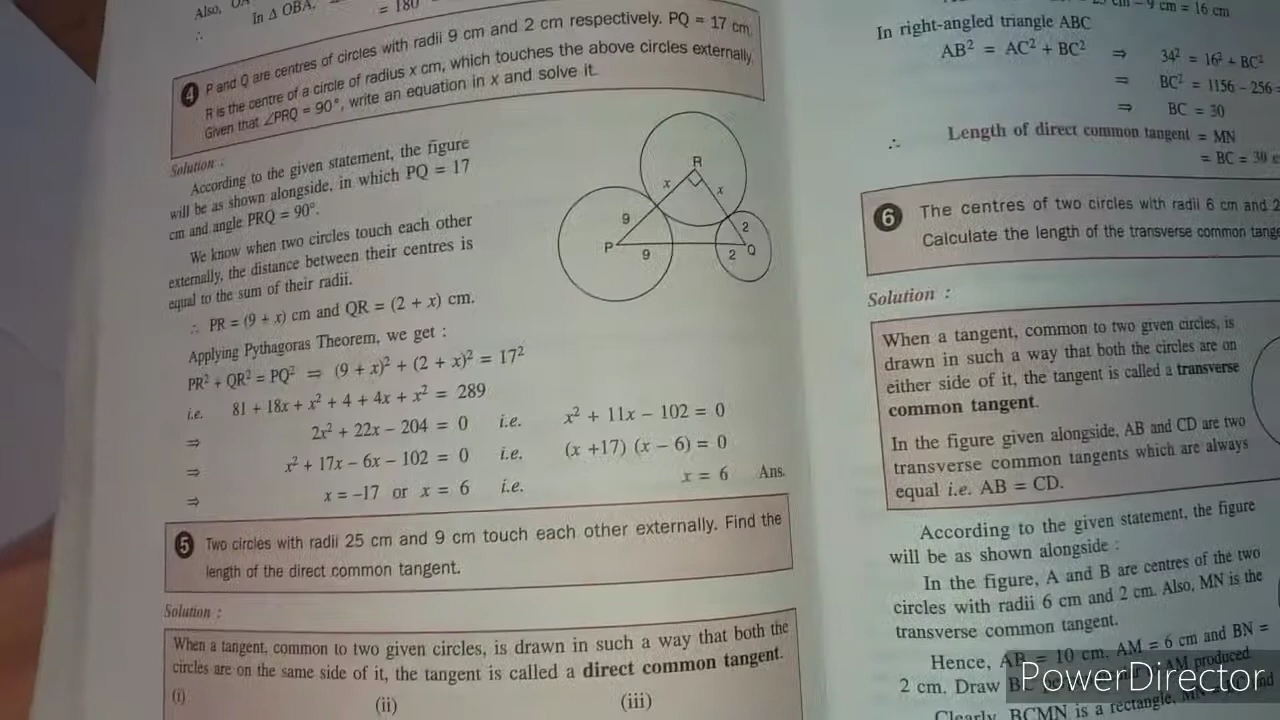 Also,
In Δ OBA,
= 180
∴
4 P and Q are centres of circles with radii 9 cm and 2 cm respectively. PQ = 17 cm.
R is the centre of a circle of radius x cm, which touches the above circles externally.
Given that ∠PRQ = 90°, write an equation in x and solve it.
Solution :
According to the given statement, the figure
will be as shown alongside, in which PQ = 17
cm and angle PRQ = 90°.
We know when two circles touch each other
externally, the distance between their centres is
equal to the sum of their radii.
∴ PR = (9 + x) cm and QR = (2 + x) cm.
Applying Pythagoras Theorem, we get :
PR² + QR² = PQ² ⇒ (9 + x)² + (2 + x)² = 17²
i.e. 81 + 18x + x² + 4 + 4x + x² = 289
⇒ 2x² + 22x − 204 = 0 i.e. x² + 11x − 102 = 0
⇒ x² + 17x − 6x − 102 = 0 i.e. (x +17) (x − 6) = 0
⇒ x = −17 or x = 6 i.e. x = 6 Ans.
R
x x
9 2
P Q
9 2
5 Two circles with radii 25 cm and 9 cm touch each other externally. Find the
length of the direct common tangent.
Solution :
When a tangent, common to two given circles, is drawn in such a way that both the
circles are on the same side of it, the tangent is called a direct common tangent.
(i) (ii) (iii)
cm − 9 cm = 16 cm
In right-angled triangle ABC
AB² = AC² + BC² ⇒ 34² = 16² + BC²
⇒ BC² = 1156 − 256 =
⇒ BC = 30
∴ Length of direct common tangent = MN
= BC = 30
6 The centres of two circles with radii 6 cm and 2
Calculate the length of the transverse common
Solution :
When a tangent, common to two given circles, is
drawn in such a way that both the circles are on
either side of it, the tangent is called a transverse
common tangent.
In the figure given alongside, AB and CD are two
transverse common tangents which are always
equal i.e. AB = CD.
According to the given statement, the figure
will be as shown alongside :
In the figure, A and B are centres of the two
circles with radii 6 cm and 2 cm. Also, MN is the
transverse common tangent.
Hence, AB = 10 cm, AM = 6 cm and BN =
2 cm. Draw AM produced
Clearly, BCMN is a rectangle,
PowerDirector